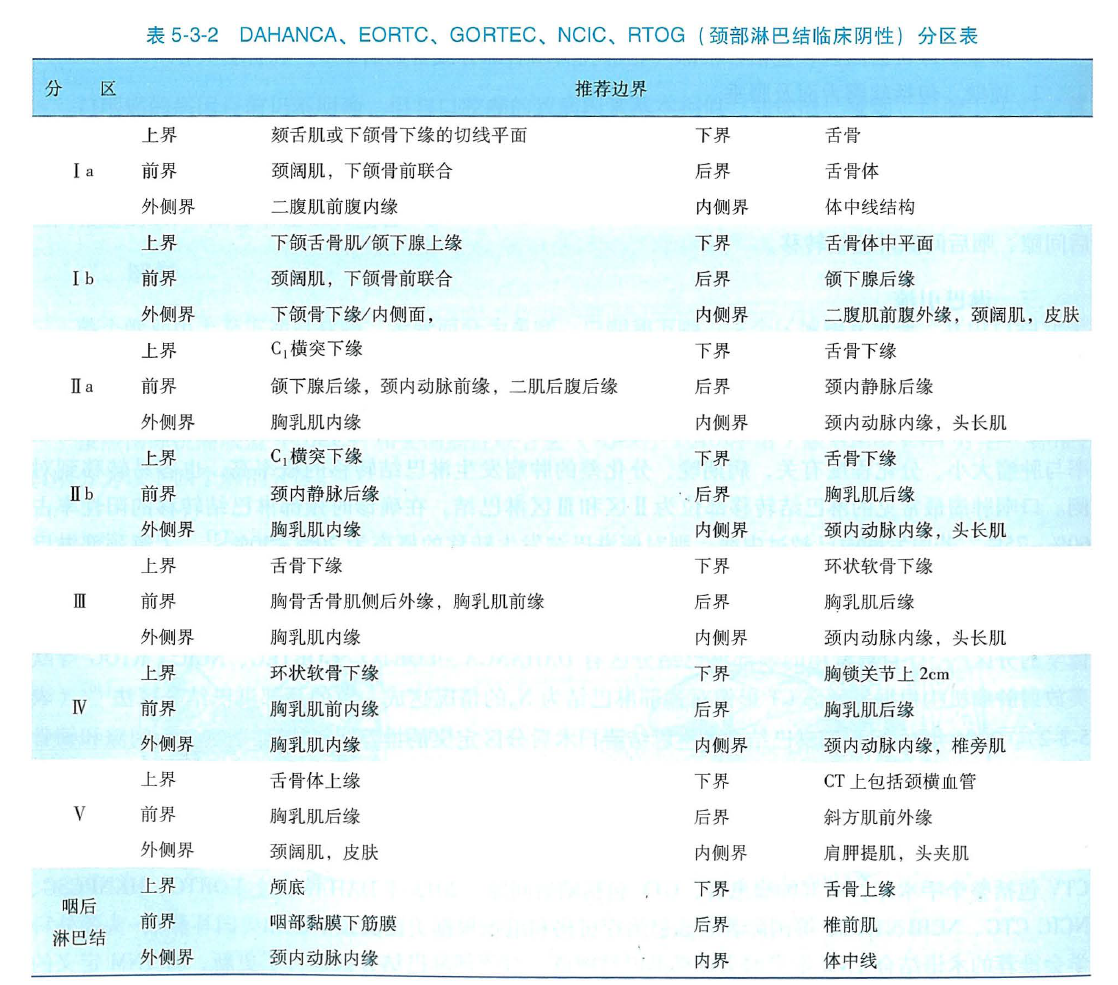 表 5-3-2 DAHANCA、EORTC、GORTEC、NCIC、RTOG（颈部淋巴结临床阴性）分区表
分 区 推荐边界
上界 颏舌肌或下颌骨下缘的切线平面 下界 舌骨
Ⅰa 前界 颈阔肌，下颌骨前联合 后界 舌骨体
外侧界 二腹肌前腹内缘 内侧界 体中线结构
上界 下颌舌骨肌/颌下腺上缘 下界 舌骨体中平面
Ⅰb 前界 颈阔肌，下颌骨前联合 后界 颌下腺后缘
外侧界 下颌骨下缘/内侧面， 内侧界 二腹肌前腹外缘，颈阔肌，皮肤
上界 C₁横突下缘 下界 舌骨下缘
Ⅱa 前界 颌下腺后缘，颈内动脉前缘，二肌后腹后缘 后界 颈内静脉后缘
外侧界 胸乳肌内缘 内侧界 颈内动脉内缘，头长肌
上界 C₁横突下缘 下界 舌骨下缘
Ⅱb 前界 颈内静脉后缘 后界 胸乳肌后缘
外侧界 胸乳肌内缘 内侧界 颈内动脉内缘，头长肌
上界 舌骨下缘 下界 环状软骨下缘
Ⅲ 前界 胸骨舌骨肌侧后外缘，胸乳肌前缘 后界 胸乳肌后缘
外侧界 胸乳肌内缘 内侧界 颈内动脉内缘，头长肌
上界 环状软骨下缘 下界 胸锁关节上 2cm
Ⅳ 前界 胸乳肌前内缘 后界 胸乳肌后缘
外侧界 胸乳肌内缘 内侧界 颈内动脉内缘，椎旁肌
上界 舌骨体上缘 下界 CT 上包括颈横血管
Ⅴ 前界 胸乳肌后缘 后界 斜方肌前外缘
外侧界 颈阔肌，皮肤 内侧界 肩胛提肌，头夹肌
上界 颅底 下界 舌骨上缘
咽后淋巴结 前界 咽部黏膜下筋膜 后界 椎前肌
外侧界 颈内动脉内缘 内界 体中线